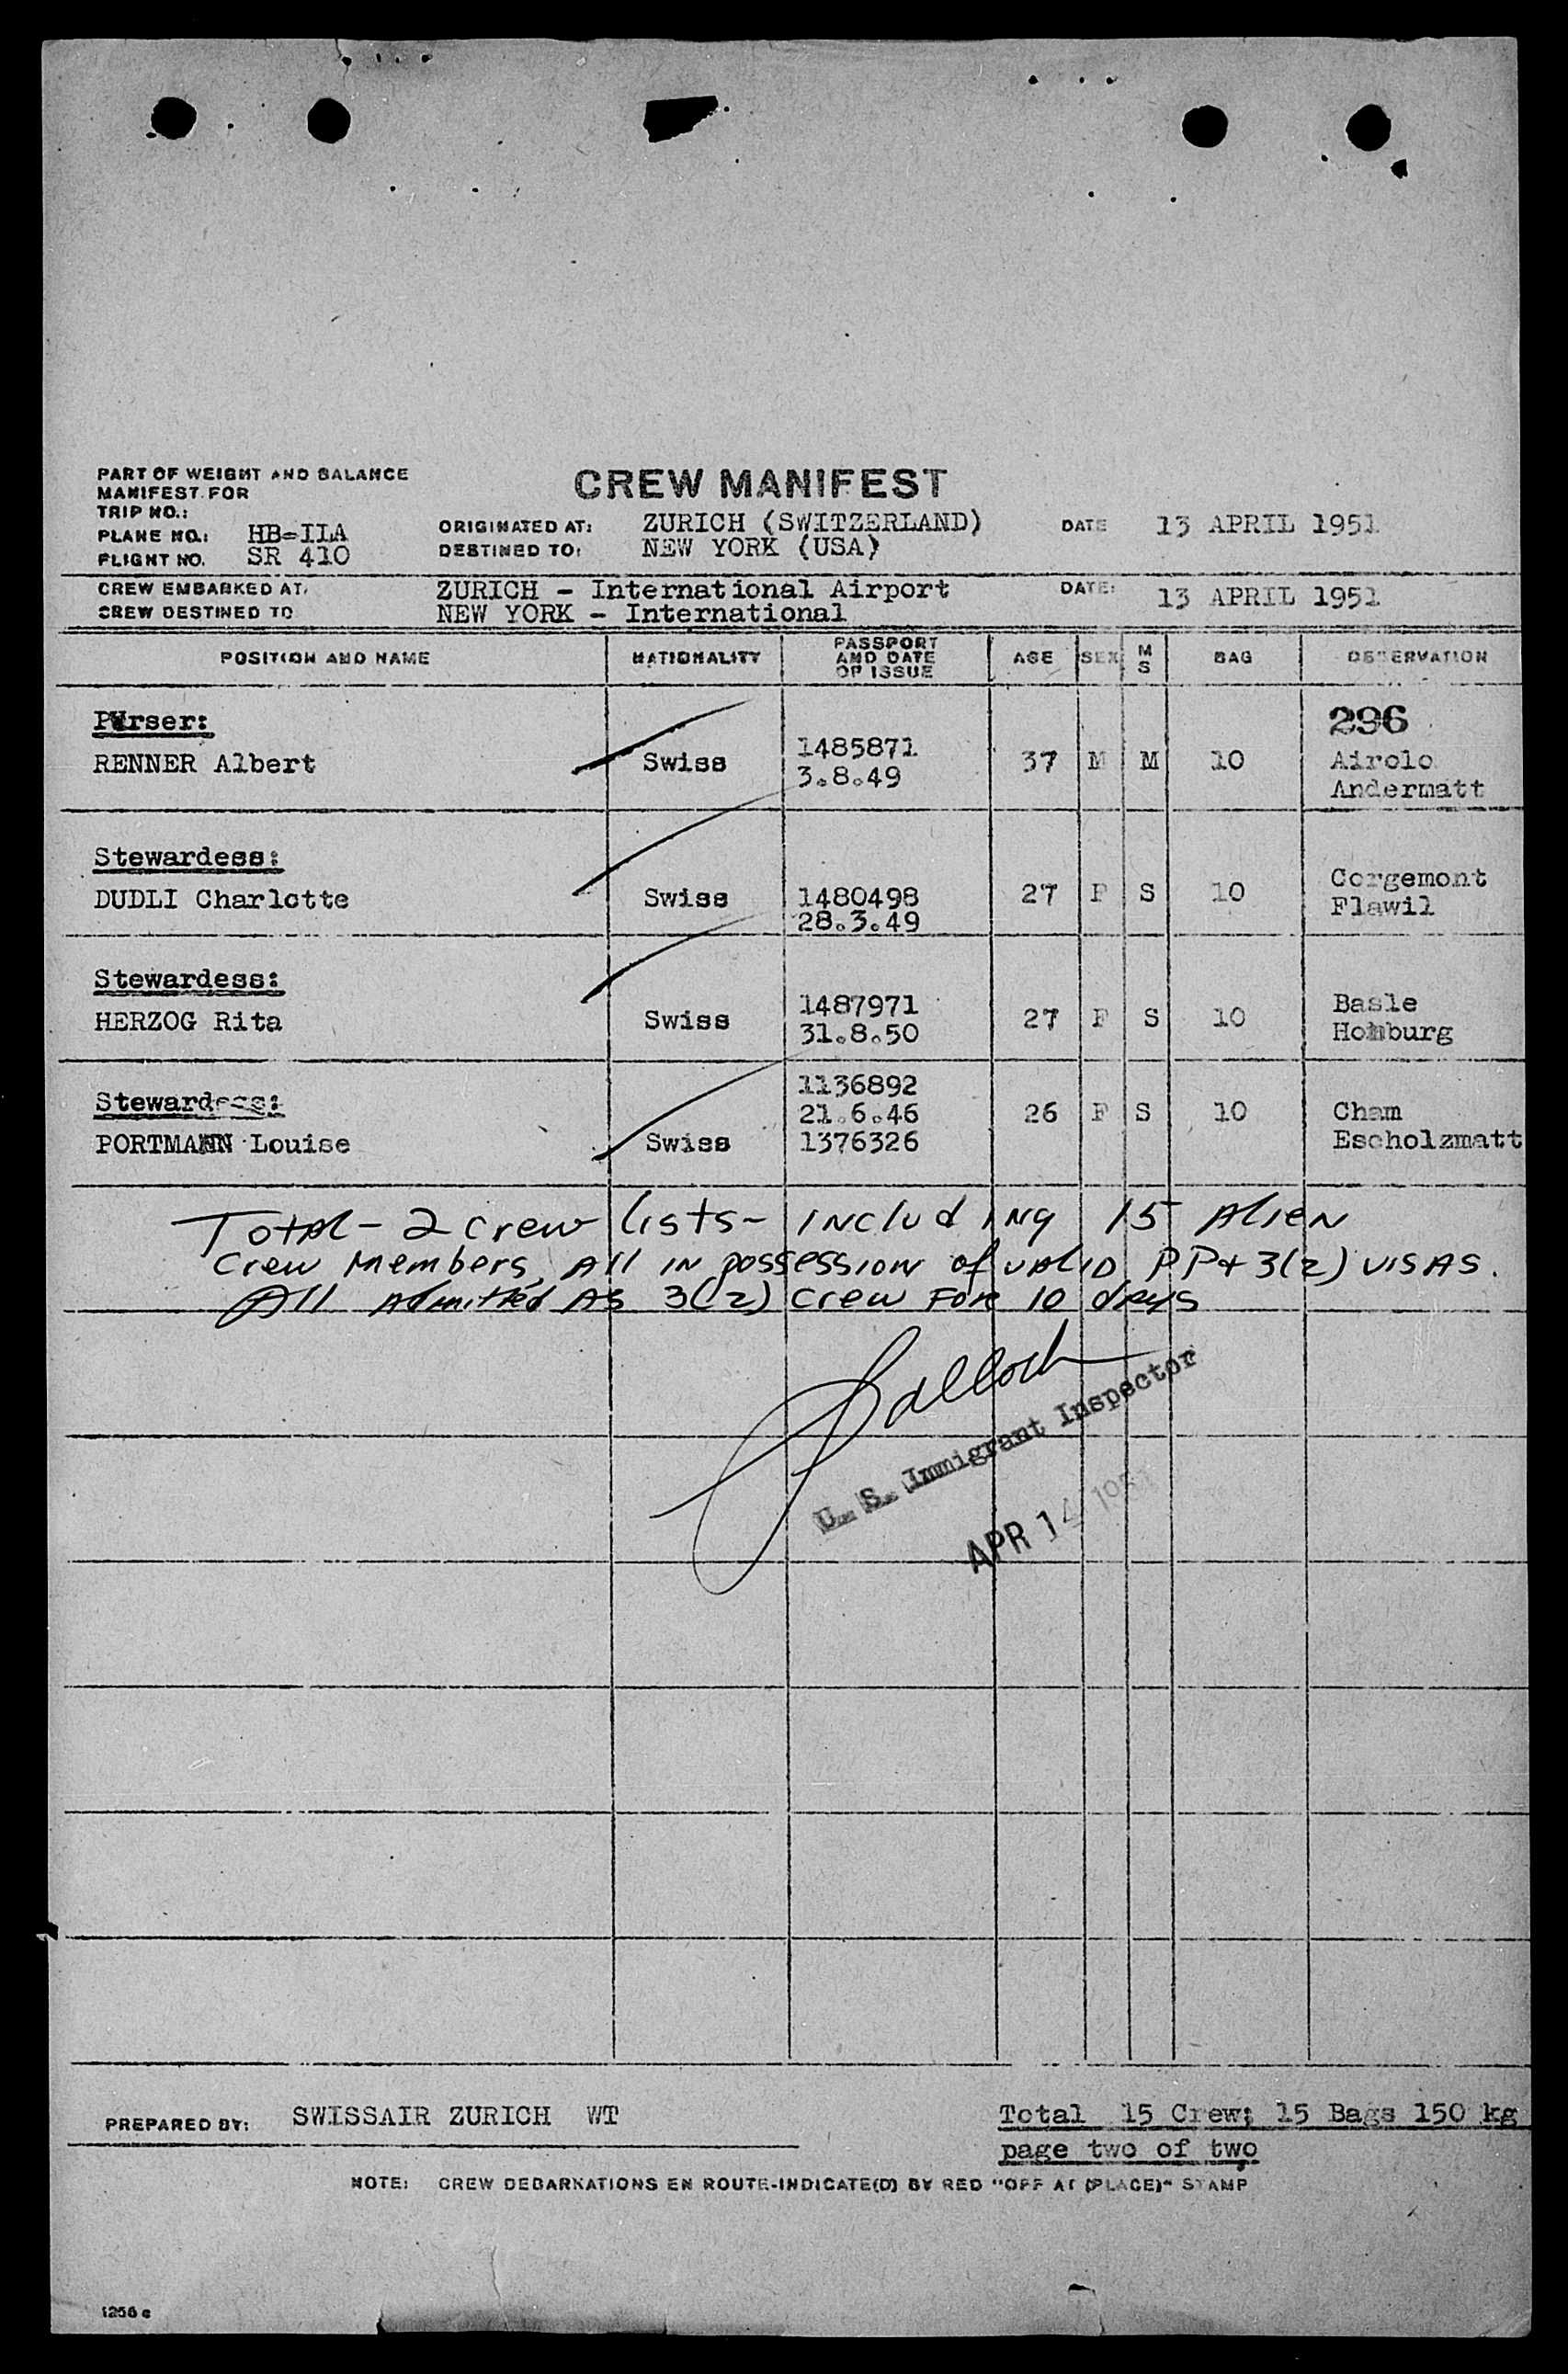 PART OF WEIGHT AND BALANCE
MANIFEST FOR
TRIP NO.:
CREW MANIFEST
PLANE NO.: HB-IIA ORIGINATED AT: ZURICH (SWITZERLAND) DATE 13 APRIL 1951
FLIGHT NO. SR 410 DESTINED TO: NEW YORK (USA)
CREW EMBARKED AT. ZURICH - International Airport DATE: 13 APRIL 1951
CREW DESTINED TO NEW YORK - International
POSITION AND NAME NATIONALITY PASSPORT AND DATE OF ISSUE AGE SEX M S BAG OBSERVATION
Purser: 296
RENNER Albert Swiss 1485871 37 M M 10 Airolo
3.8.49 Andermatt
Stewardess:
DUDLI Charlotte Swiss 1480498 27 F S 10 Corgemont
28.3.49 Flawil
Stewardess:
HERZOG Rita Swiss 1487971 27 F S 10 Basle
31.8.50 Homburg
Stewardess: 1136892
21.6.46 26 F S 10 Cham
PORTMANN Louise Swiss 1376326 Escholzmatt
Total - 2 crew lists - including 15 Alien
Crew members, All in possession of valid PP + 3(2) visas.
All Admitted As 3(2) crew For 10 days
U. S. Immigrant Inspector
APR 14 1951
PREPARED BY: SWISSAIR ZURICH WT Total 15 Crew; 15 Bags 150 kg
page two of two
NOTE: CREW DEBARKATIONS EN ROUTE-INDICATE(D) BY RED "OFF AT (PLACE)" STAMP
1256 e